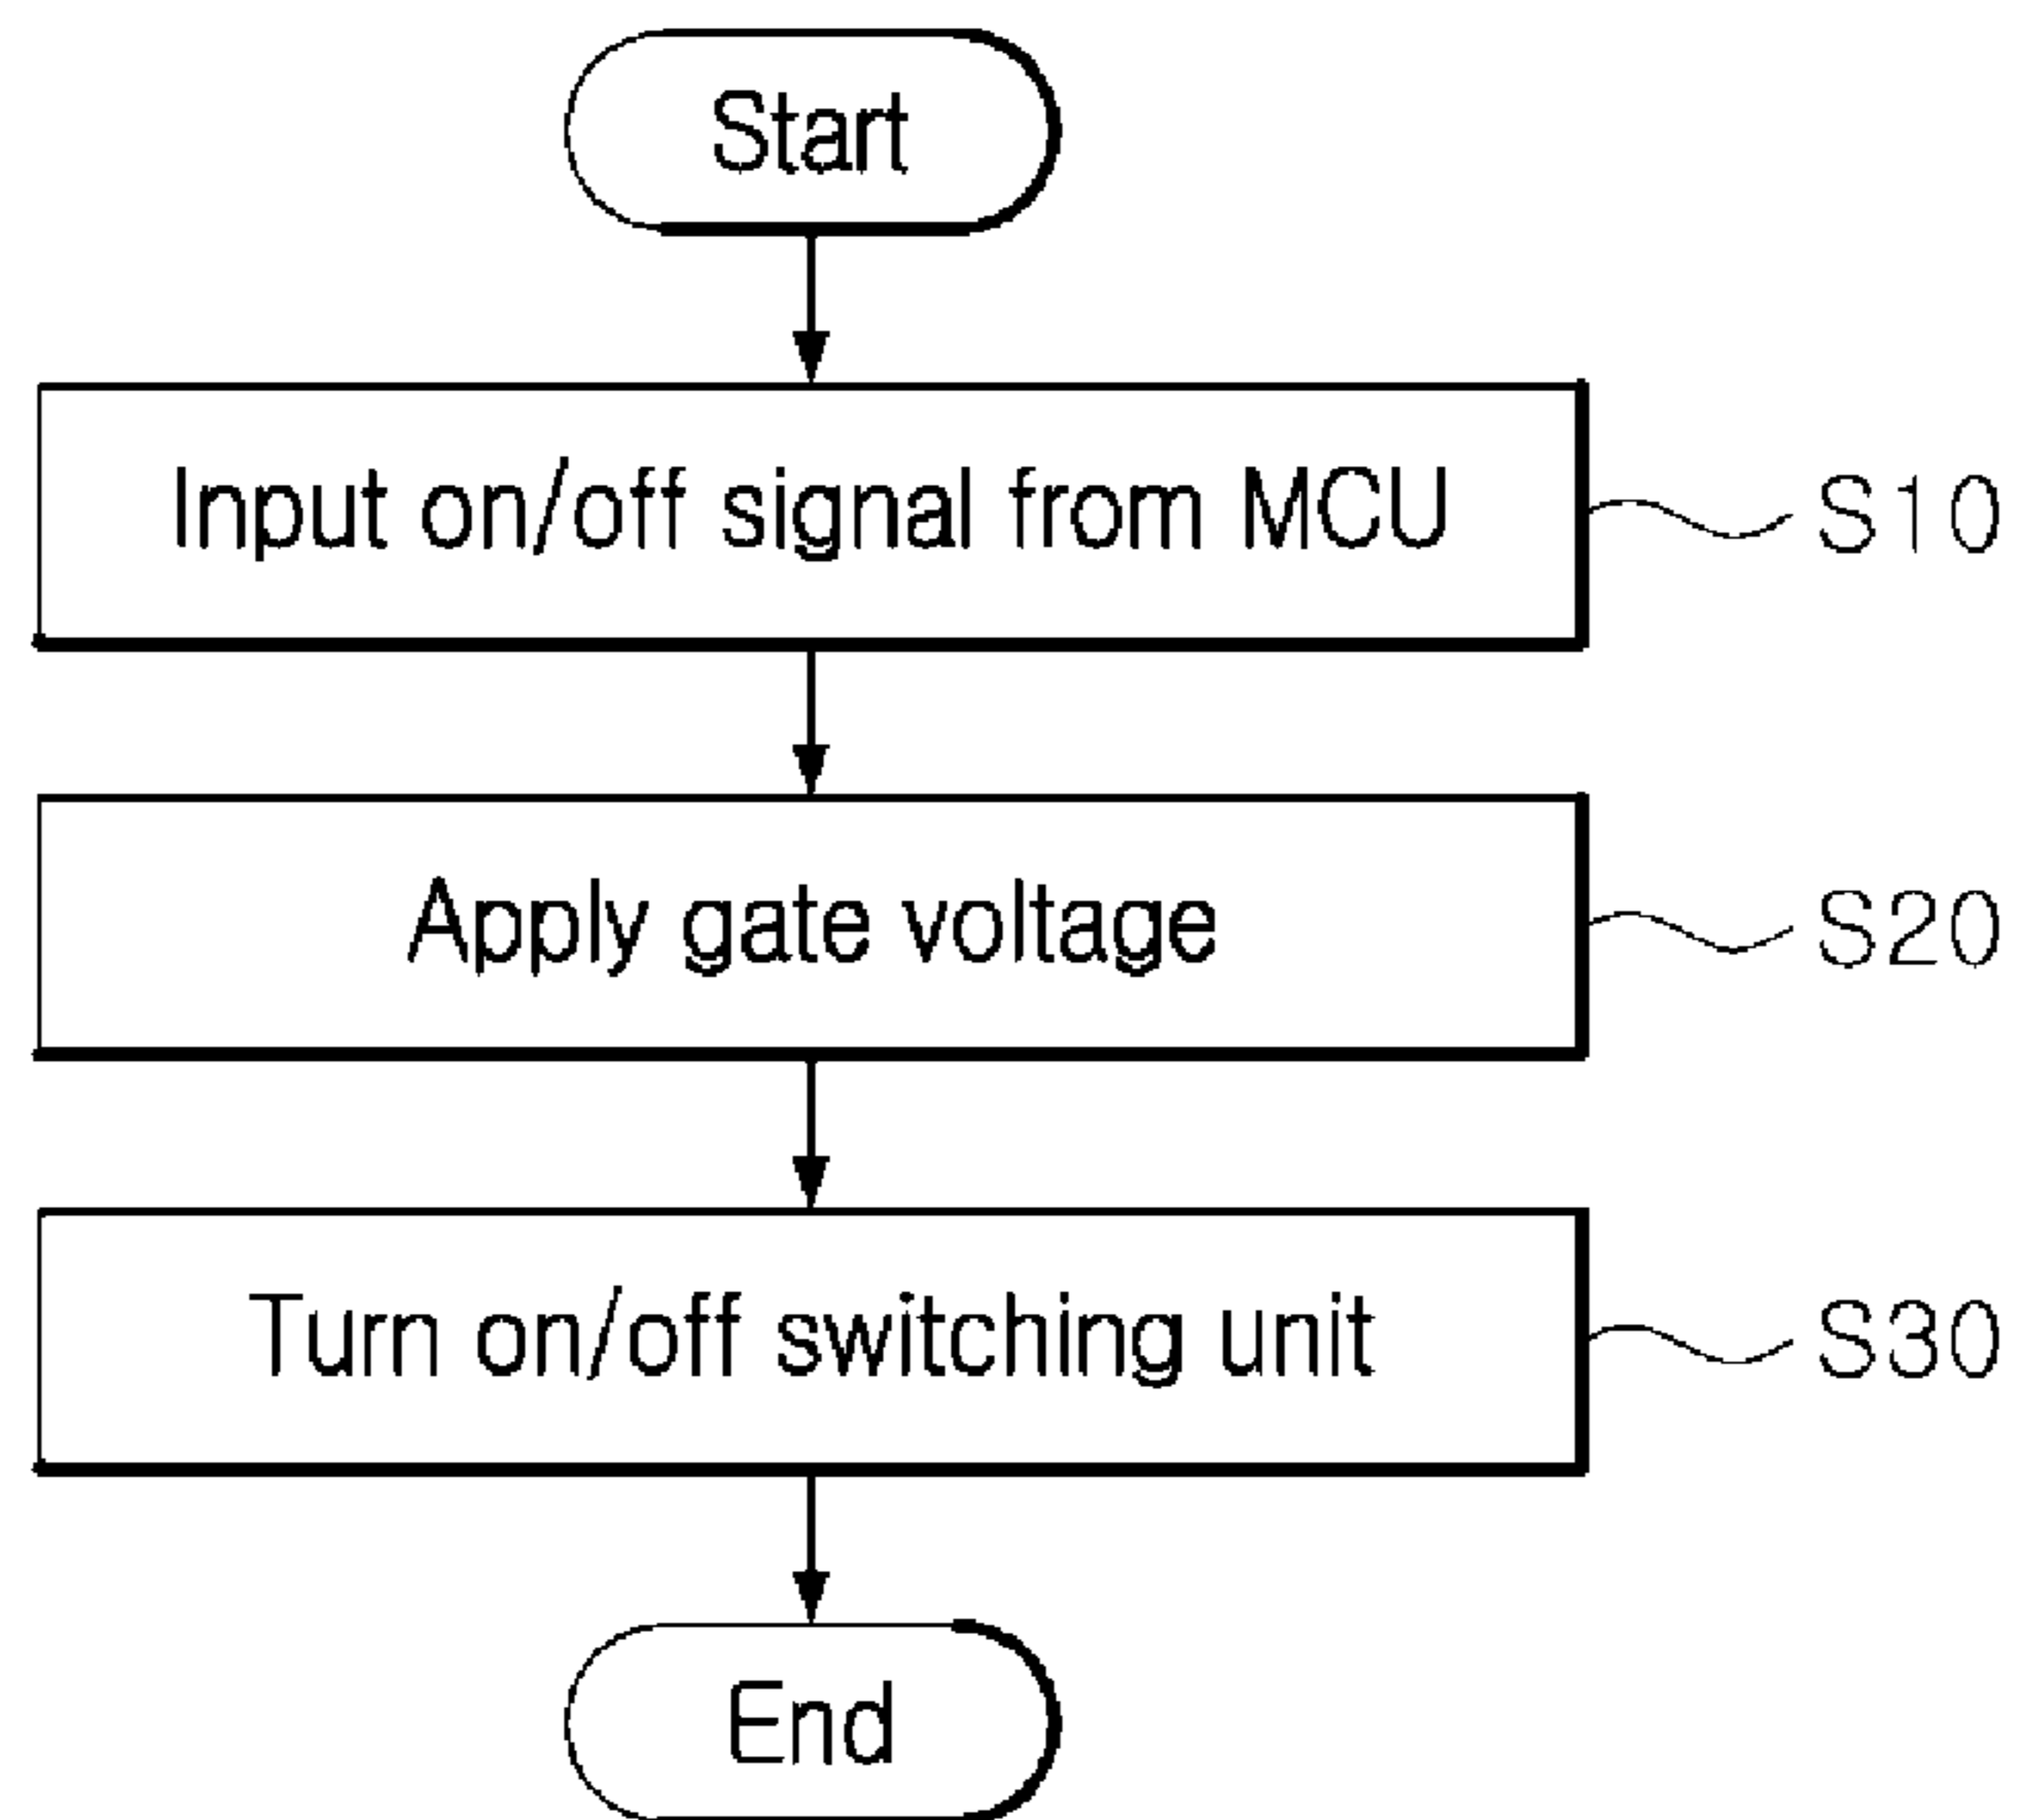 Start
Input on/off signal from MCU
S10
Apply gate voltage
S20
Turn on/off switching unit
S30
End